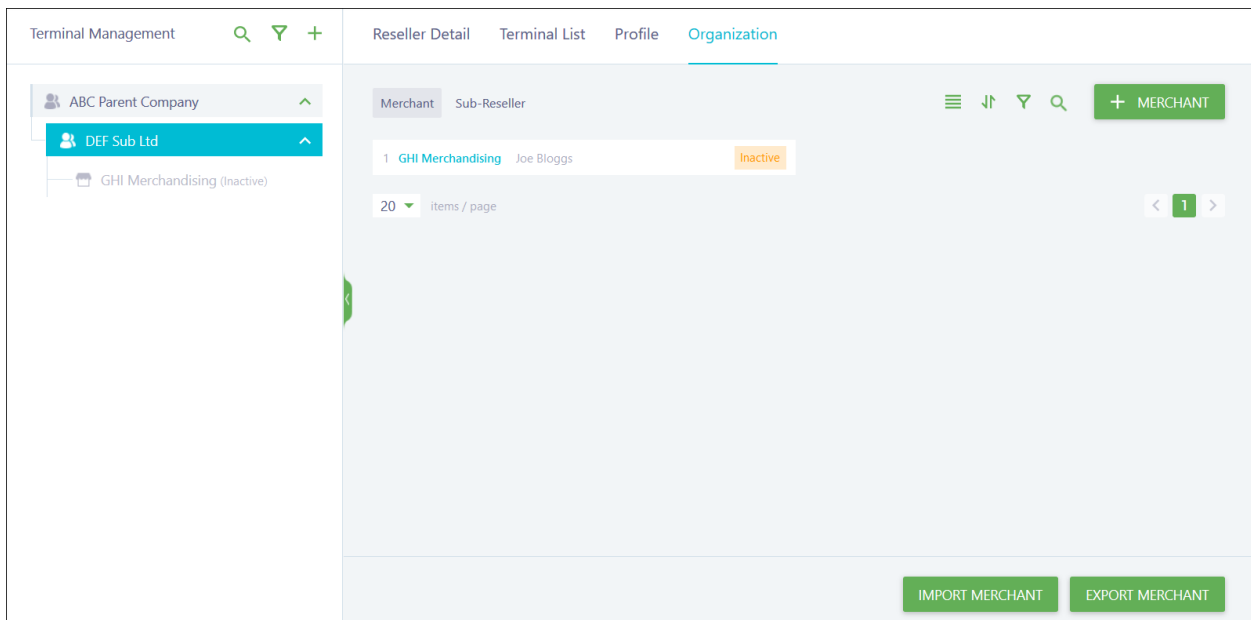 Terminal Management
Reseller Detail Terminal List Profile Organization
ABC Parent Company
DEF Sub Ltd
GHI Merchandising (Inactive)
Merchant Sub-Reseller
+ MERCHANT
1 GHI Merchandising Joe Bloggs Inactive
20 items / page
< 1 >
IMPORT MERCHANT EXPORT MERCHANT